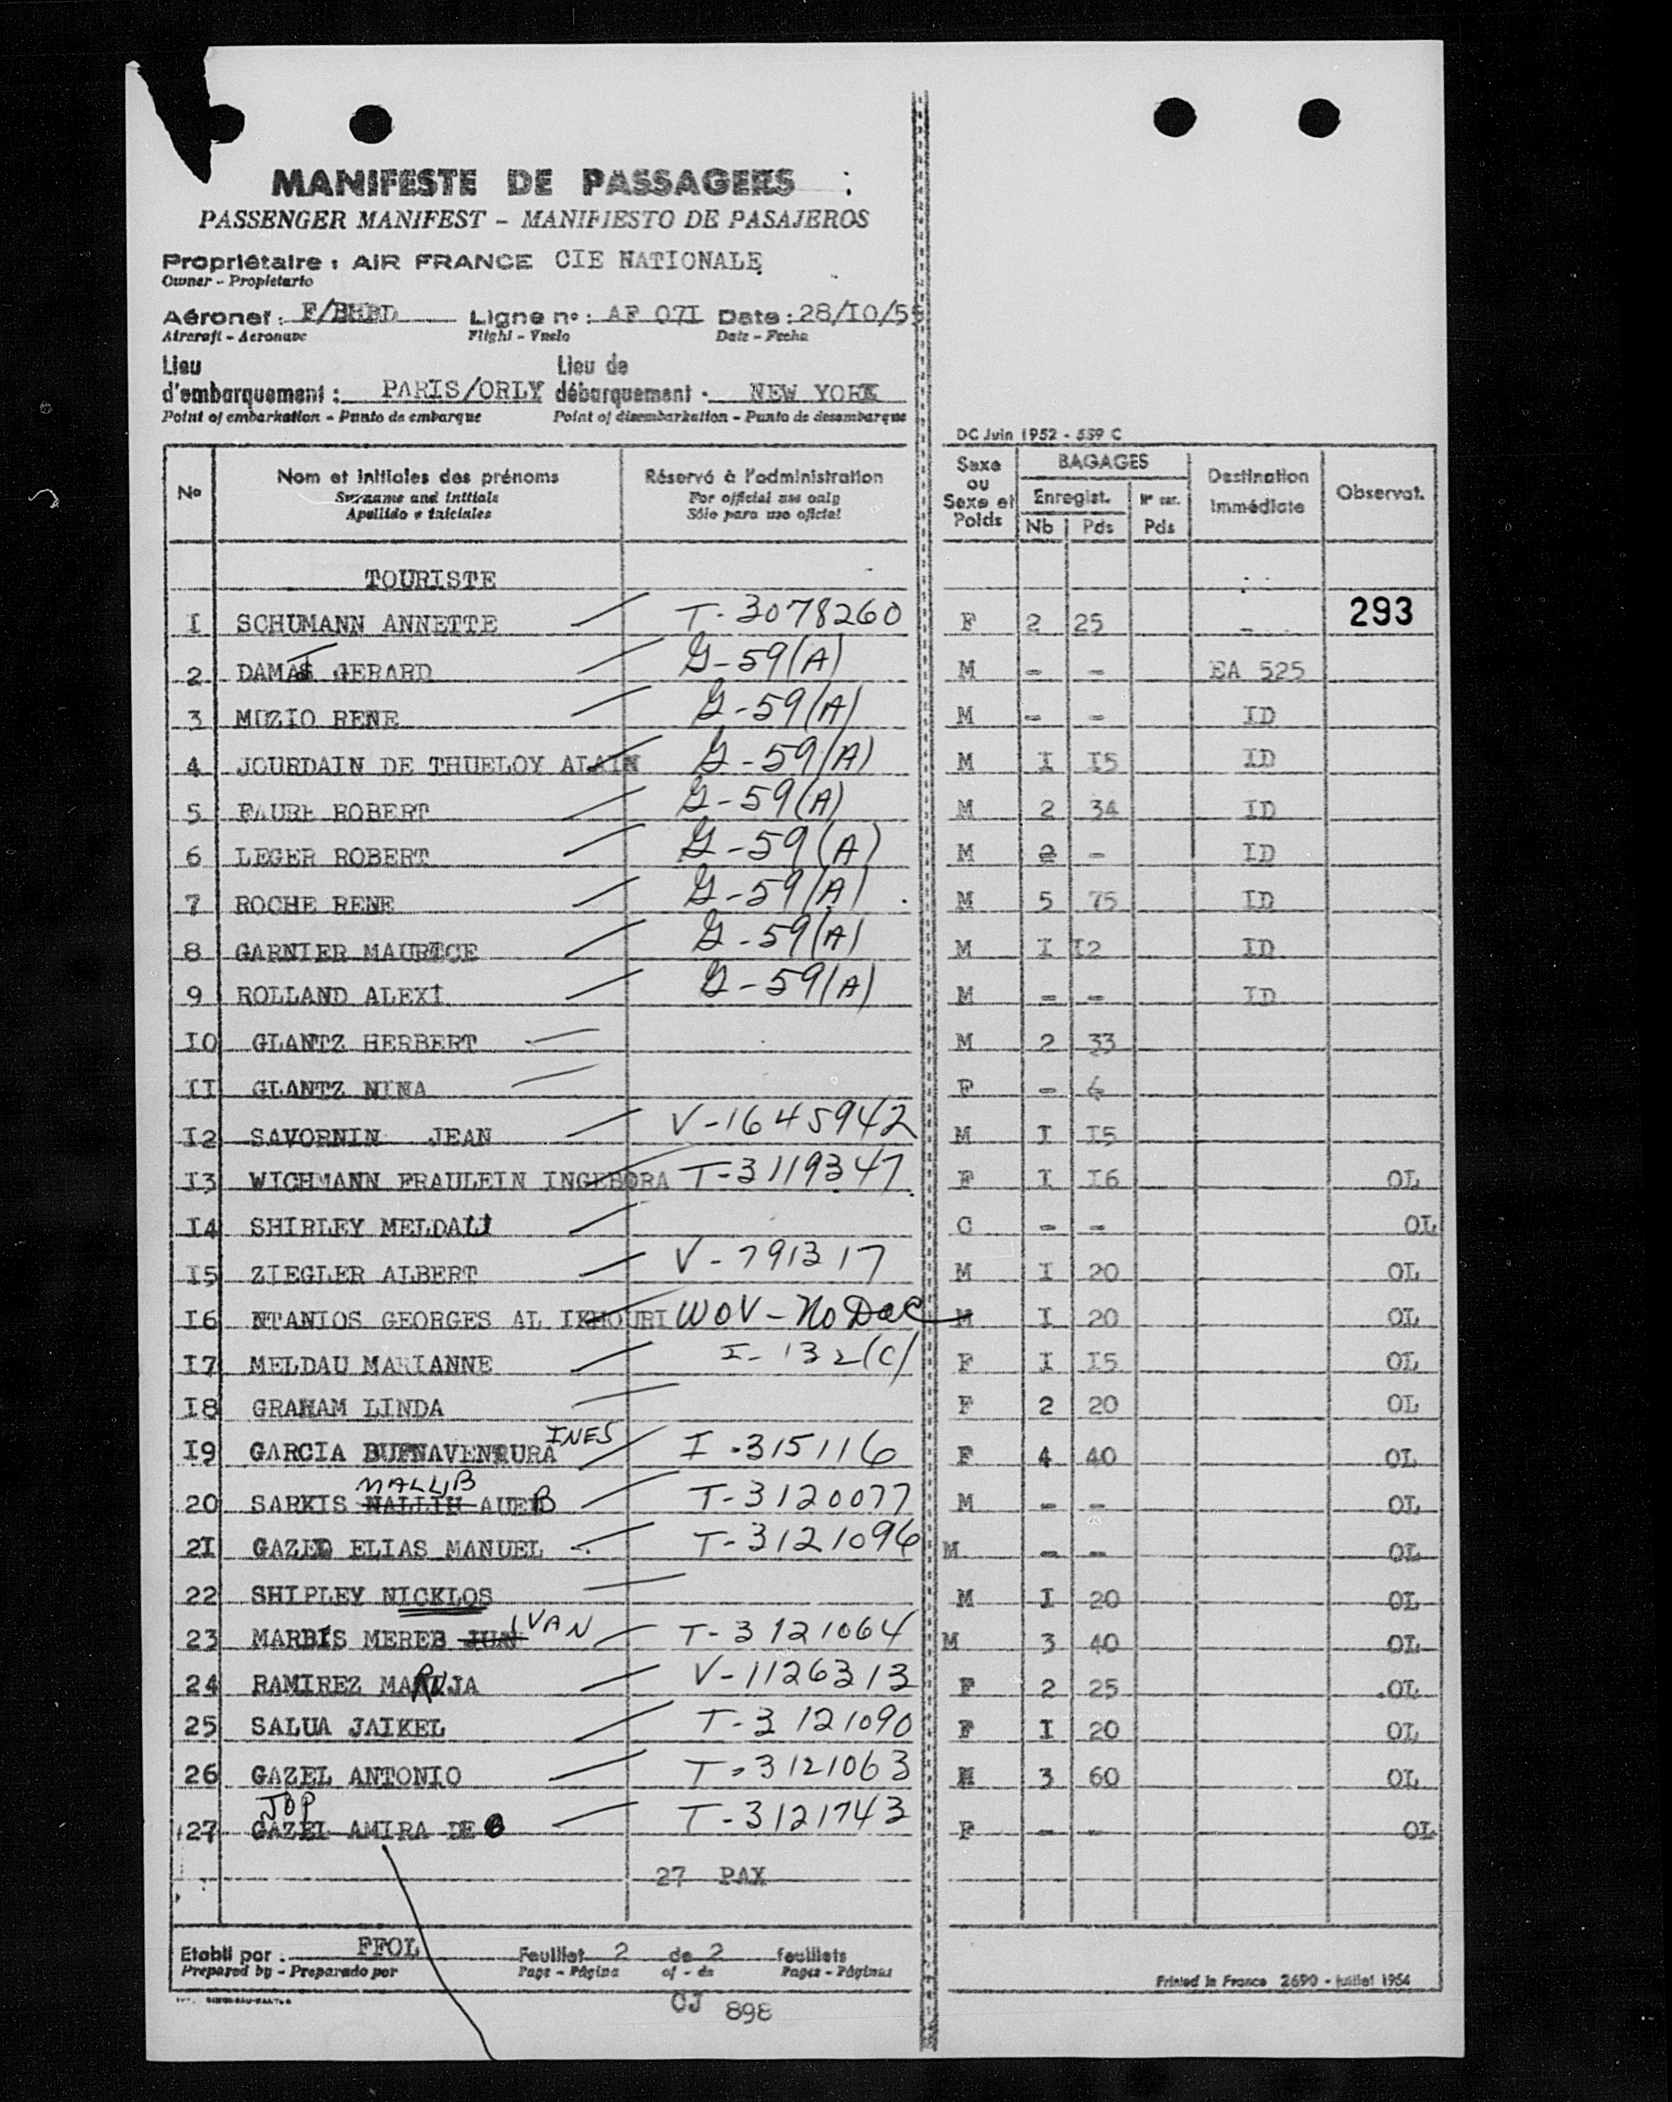 MANIFESTE DE PASSAGERS
PASSENGER MANIFEST - MANIFIESTO DE PASAJEROS
Propriétaire : AIR FRANCE CIE NATIONALE
Owner - Propietario
Aéronef : F/BHBD Ligne n° : AF 07I Date : 28/IO/55
Aircraft - Aeronave Flight - Vuelo Date - Fecha
Lieu d'embarquement : PARIS/ORLY Lieu de débarquement : NEW YORK
Point of embarkation - Punto de embarque Point of disembarkation - Punto de desembarque
DC Juin 1952 - 559 C
No Nom et initiales des prénoms Réservé à l'administration Sexe ou Sexe et Poids BAGAGES Destination immédiate Observat.
Surname and initials For official use only Enregist. Nb Pds Pds
Apellido e iniciales Sólo para uso oficial
TOURISTE
I SCHUMANN ANNETTE T-3078260 F 2 25 - 293
2 DAMAS GERARD G-59(A) M - - EA 525
3 MUZIO RENE G-59(A) M - - ID
4 JOURDAIN DE THUELOY ALAIN G-59(A) M I I5 ID
5 FAURE ROBERT G-59(A) M 2 34 ID
6 LEGER ROBERT G-59(A) M 2 - ID
7 ROCHE RENE G-59(A) M 5 75 ID
8 GARNIER MAURICE G-59(A) M I I2 ID
9 ROLLAND ALEXI G-59(A) M - - ID
IO GLANTZ HERBERT M 2 33
II GLANTZ NINA F -
I2 SAVORNIN JEAN V-1645942 M I I5
I3 WICHMANN FRAULEIN INGEBORA T-3119347 F I I6 OL
I4 SHIRLEY MELDAU C - - OL
I5 ZIEGLER ALBERT V-791317 M I 20 OL
I6 NTANIOS GEORGES AL IKHOURI WOV-No Doc M I 20 OL
I7 MELDAU MARIANNE I-132(C) F I I5 OL
I8 GRAHAM LINDA F 2 20 OL
I9 GARCIA BUENAVENTURA INES I-315116 F 4 40 OL
20 SARKIS NALLIH MALLIB AUEB T-3120077 M - - OL
2I GAZED ELIAS MANUEL T-3121096 M - - OL
22 SHIPLEY NICKLOS M I 20 OL
23 MARBIS MEREB JUAN IVAN T-3121064 M 3 40 OL
24 RAMIREZ MARUJA V-1126313 F 2 25 OL
25 SALUA JAIKEL T-3121090 F I 20 OL
26 GAZEL ANTONIO T-3121063 M 3 60 OL
JOP
27 GAZEL AMIRA DE T-3121743 F - - OL
27 PAX
Etabli par : FFOL Feuillet 2 de 2 feuillets
Prepared by - Preparado por Page - Página of - de Pages - Páginas
Printed in France 2690 - juillet 1954
CJ 898